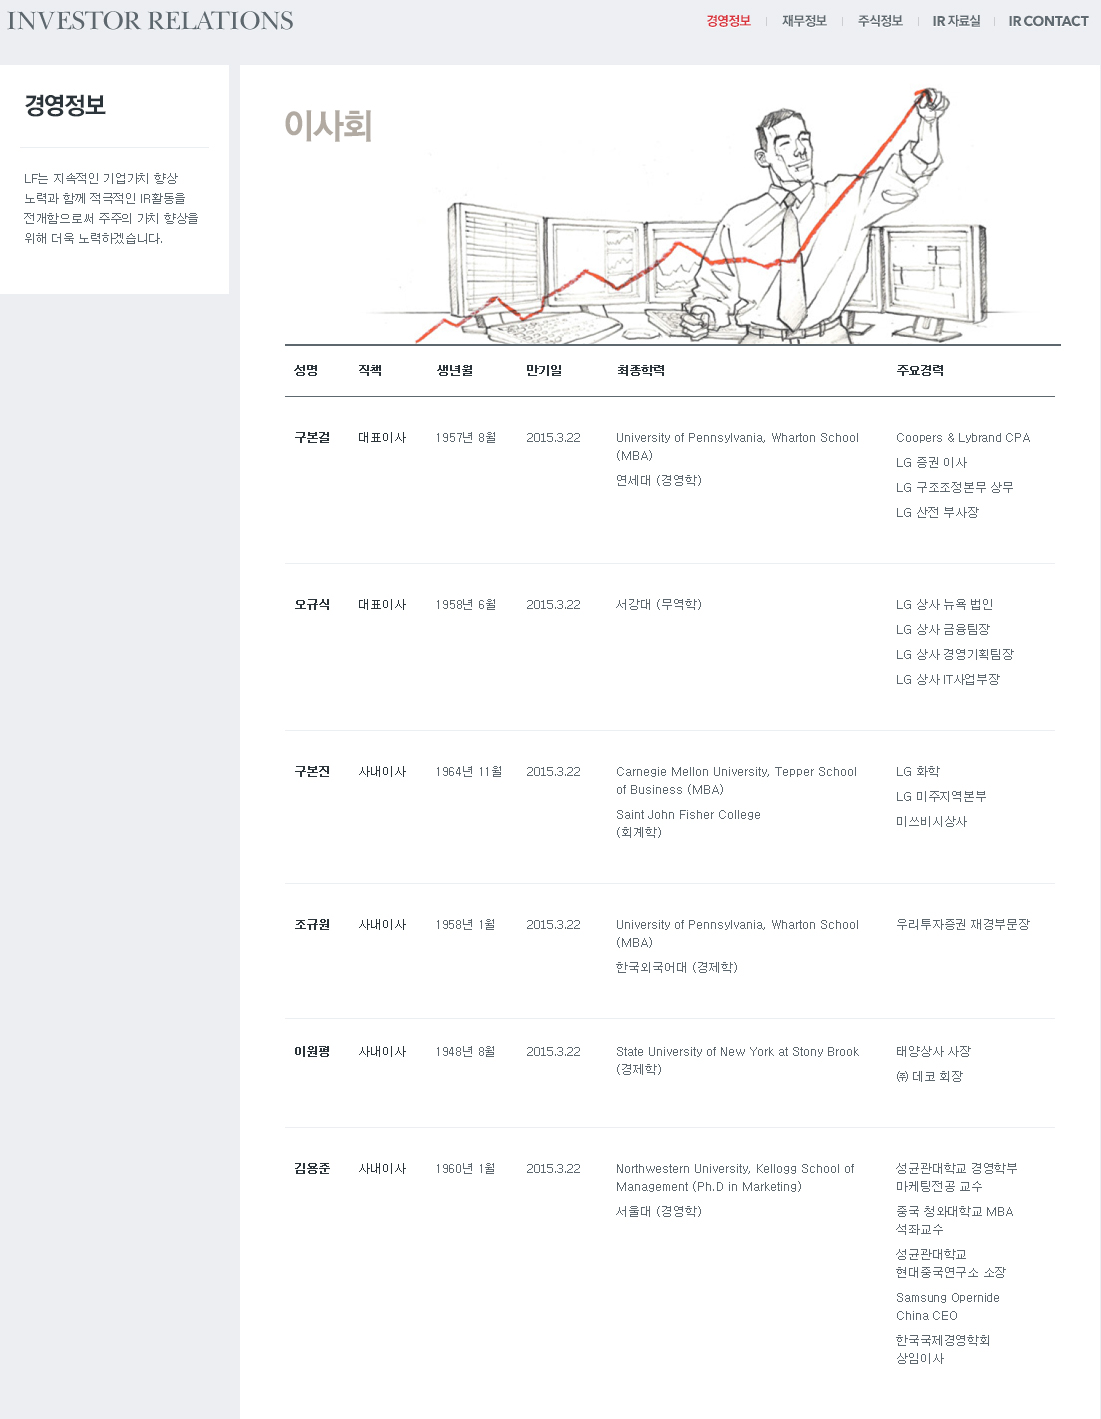 INVESTOR RELATIONS
경영정보
재무정보
주식정보
IR 자료실
IR CONTACT
경영정보
LF는 지속적인 기업가치 향상
노력과 함께 적극적인 IR활동을
전개함으로써 주주의 가치 향상을
위해 더욱 노력하겠습니다.
이사회
성명 직책 생년월 만기일 최종학력 주요경력
구본걸 대표이사 1957년 8월 2015.3.22 University of Pennsylvania, Wharton School Coopers & Lybrand CPA
(MBA)
LG 증권 이사
연세대 (경영학)
LG 구조조정본무 상무
LG 산전 부사장
오규식 대표이사 1958년 6월 2015.3.22 서강대 (무역학) LG 상사 뉴욕 법인
LG 상사 금융팀장
LG 상사 경영기획팀장
LG 상사 IT사업부장
구본진 사내이사 1964년 11월 2015.3.22 Carnegie Mellon University, Tepper School LG 화학
of Business (MBA)
LG 미주지역본부
Saint John Fisher College
미쓰비시상사
(회계학)
조규원 사내이사 1958년 1월 2015.3.22 University of Pennsylvania, Wharton School 우리투자증권 재경부문장
(MBA)
한국외국어대 (경제학)
이원평 사내이사 1948년 8월 2015.3.22 State University of New York at Stony Brook 태양상사 사장
(경제학)
㈜ 데코 회장
김용준 사내이사 1960년 1월 2015.3.22 Northwestern University, Kellogg School of 성균관대학교 경영학부
Management (Ph.D in Marketing) 마케팅전공 교수
서울대 (경영학) 중국 청와대학교 MBA
석좌교수
성균관대학교
현대중국연구소 소장
Samsung Opernide
China CEO
한국국제경영학회
상임이사